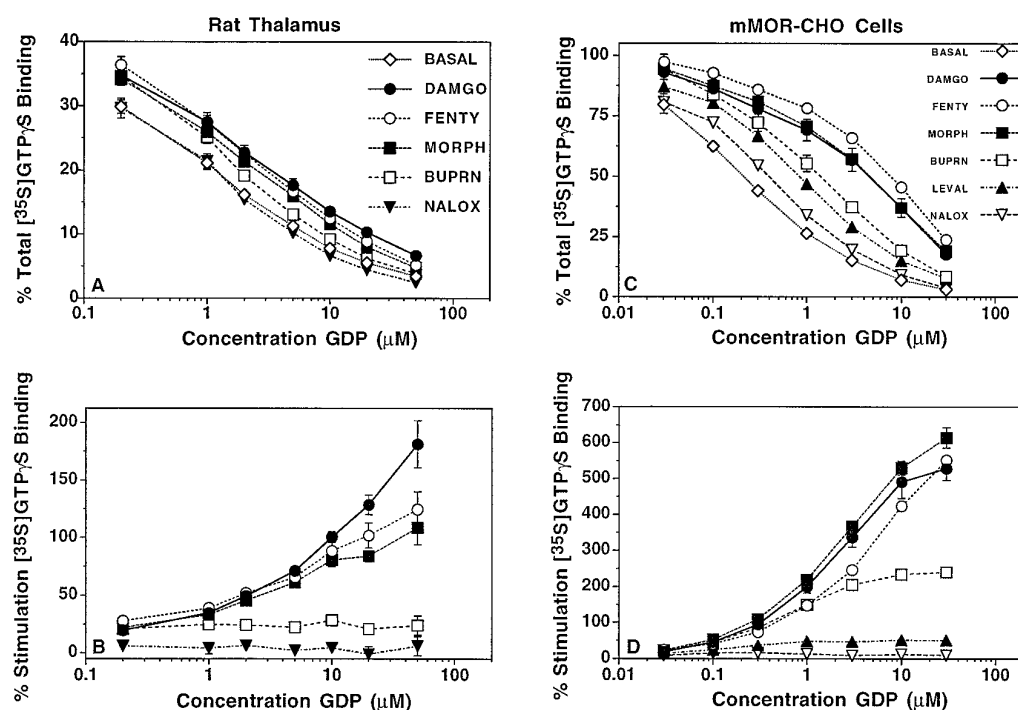 Rat Thalamus
% Total [³⁵S]GTPγS Binding
40
30
20
10
0
BASAL
DAMGO
FENTY
MORPH
BUPRN
NALOX
A
0.1
1
10
100
Concentration GDP (μM)
mMOR-CHO Cells
% Total [³⁵S]GTPγS Binding
100
75
50
25
0
BASAL
DAMGO
FENTY
MORPH
BUPRN
LEVAL
NALOX
C
0.01
0.1
1
10
100
Concentration GDP (μM)
% Stimulation [³⁵S]GTPγS Binding
200
150
100
50
0
B
0.1
1
10
100
Concentration GDP (μM)
% Stimulation [³⁵S]GTPγS Binding
700
600
500
400
300
200
100
0
D
0.01
0.1
1
10
100
Concentration GDP (μM)